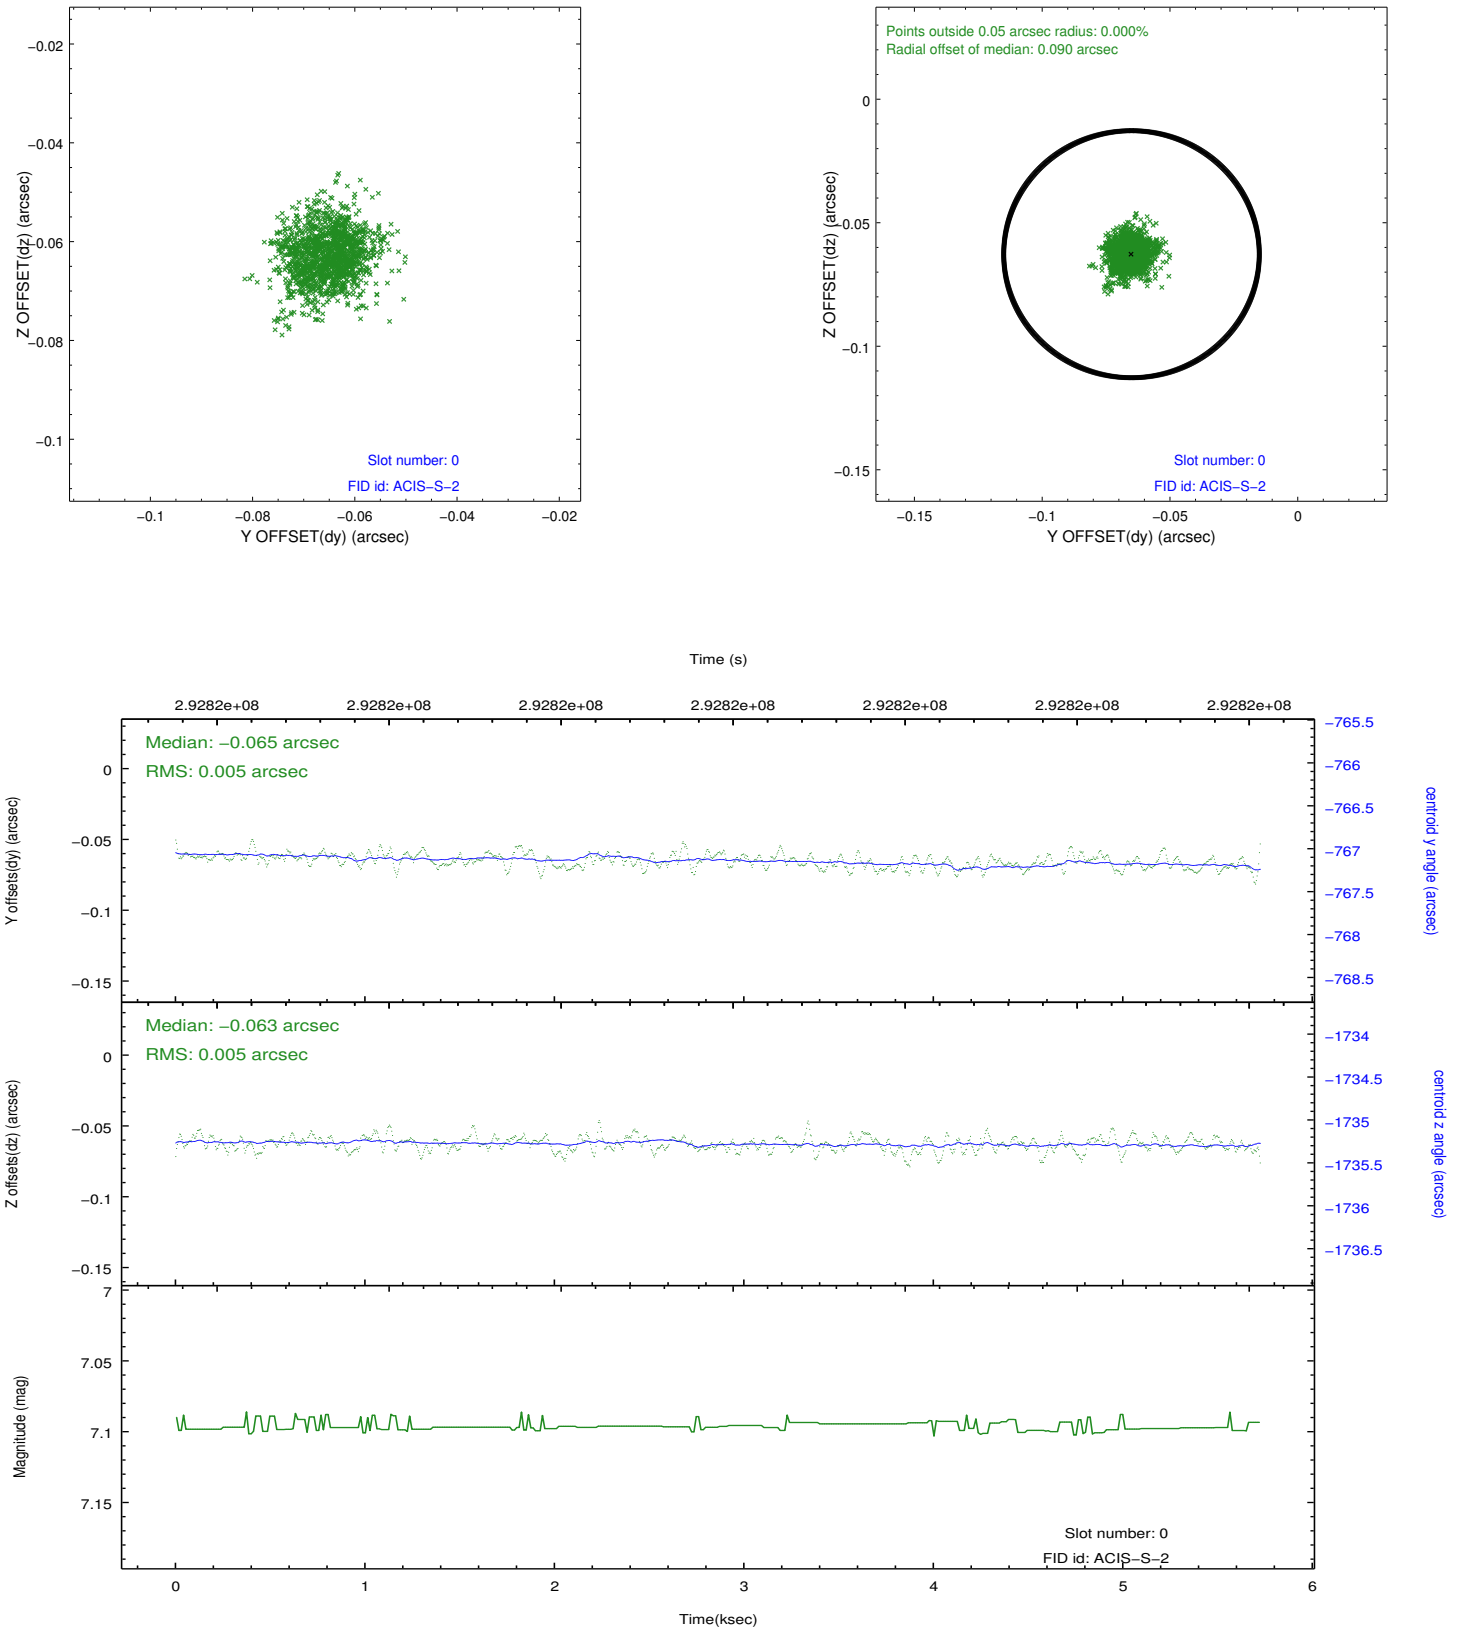 −0.02
−0.04
−0.06
−0.08
−0.1
Z OFFSET(dz) (arcsec)
Slot number: 0
FID id: ACIS−S−2
−0.1 −0.08 −0.06 −0.04 −0.02
Y OFFSET(dy) (arcsec)
Points outside 0.05 arcsec radius: 0.000%
Radial offset of median: 0.090 arcsec
0
−0.05
−0.1
−0.15
Z OFFSET(dz) (arcsec)
Slot number: 0
FID id: ACIS−S−2
−0.15 −0.1 −0.05 0
Y OFFSET(dy) (arcsec)
Time (s)
2.9282e+08 2.9282e+08 2.9282e+08 2.9282e+08 2.9282e+08 2.9282e+08 2.9282e+08
Median: −0.065 arcsec
RMS: 0.005 arcsec
0
−0.05
−0.1
−0.15
Y offsets(dy) (arcsec)
−765.5
−766
−766.5
−767
−767.5
−768
−768.5
centroid y angle (arcsec)
Median: −0.063 arcsec
RMS: 0.005 arcsec
0
−0.05
−0.1
−0.15
Z offsets(dz) (arcsec)
−1734
−1734.5
−1735
−1735.5
−1736
−1736.5
centroid z angle (arcsec)
7
7.05
7.1
7.15
Magnitude (mag)
Slot number: 0
FID id: ACIS−S−2
0 1 2 3 4 5 6
Time(ksec)